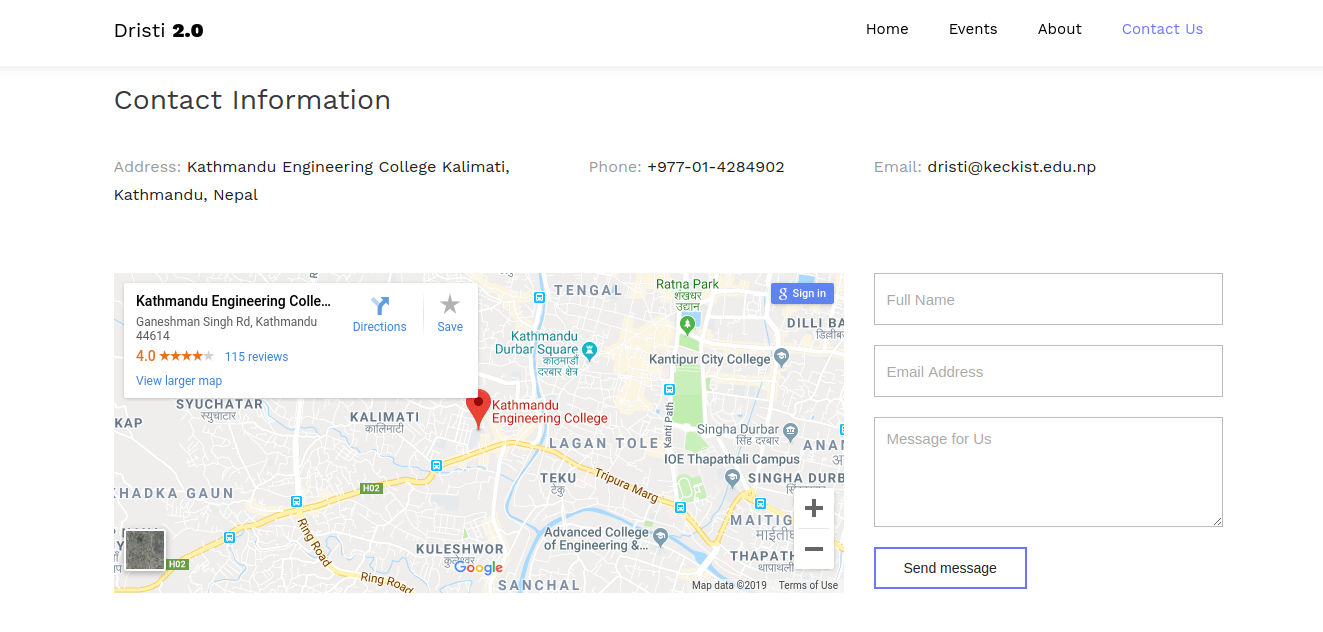 Dristi 2.0
Home Events About Contact Us
Contact Information
Address: Kathmandu Engineering College Kalimati,
Kathmandu, Nepal
Phone: +977-01-4284902
Email: dristi@keckist.edu.np
Kathmandu Engineering Colle...
Ganeshman Singh Rd, Kathmandu
44614
4.0
115 reviews
View larger map
Directions
Save
Sign in
TENGAL
Ratna Park
शंखधर
उद्यान
DILLI BA
डिल्लीब
Kathmandu
Durbar Square
काठमाडौं
दरबार क्षेत्र
Kantipur City College
SYUCHATAR
स्युचाटार
KAP
KALIMATI
कालिमाटी
Kathmandu
Engineering College
Kanti Path
Singha Durbar
सिंह दरबार
ANAN
LAGAN TOLE
IOE Thapathali Campus
TEKU
टेकु
Tripura Marg
SINGHA DURB
KHADKA GAUN
H02
MAITIG
Ring Road
Advanced College
of Engineering &...
KULESHWOR
कुलेश्वर
THAPATH
थापाथली
H02
Google
Ring Road
SANCHAL
Map data ©2019 Terms of Use
Full Name
Email Address
Message for Us
Send message